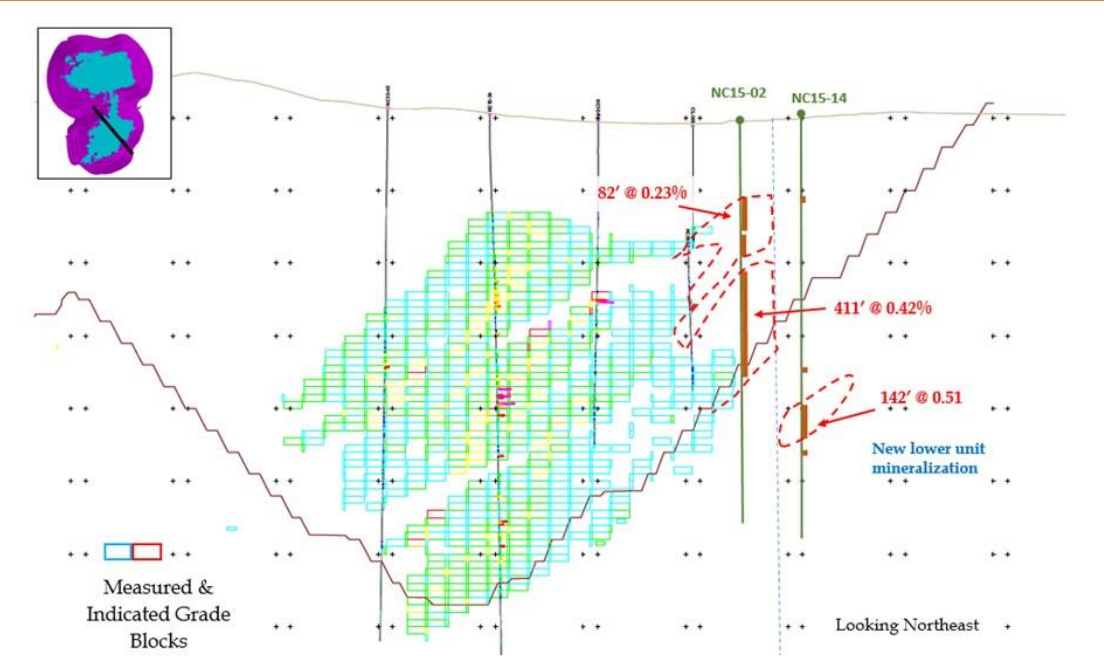 NC15-02
NC15-14
82' @ 0.23%
411' @ 0.42%
142' @ 0.51
New lower unit
mineralization
Measured &
Indicated Grade
Blocks
Looking Northeast